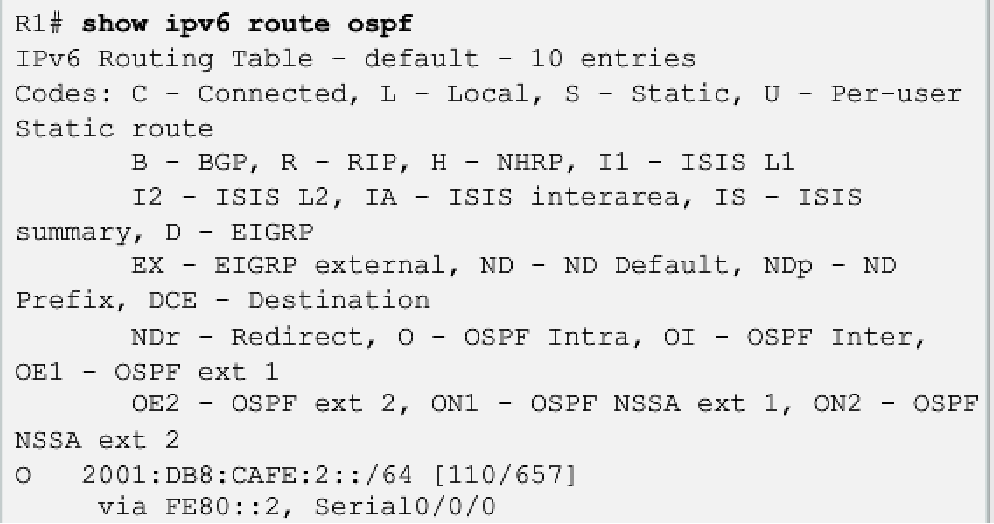 R1# show ipv6 route ospf
IPv6 Routing Table - default - 10 entries
Codes: C - Connected, L - Local, S - Static, U - Per-user
Static route
B - BGP, R - RIP, H - NHRP, I1 - ISIS L1
I2 - ISIS L2, IA - ISIS interarea, IS - ISIS
summary, D - EIGRP
EX - EIGRP external, ND - ND Default, NDp - ND
Prefix, DCE - Destination
NDr - Redirect, O - OSPF Intra, OI - OSPF Inter,
OE1 - OSPF ext 1
OE2 - OSPF ext 2, ON1 - OSPF NSSA ext 1, ON2 - OSPF
NSSA ext 2
O 2001:DB8:CAFE:2::/64 [110/657]
via FE80::2, Serial0/0/0